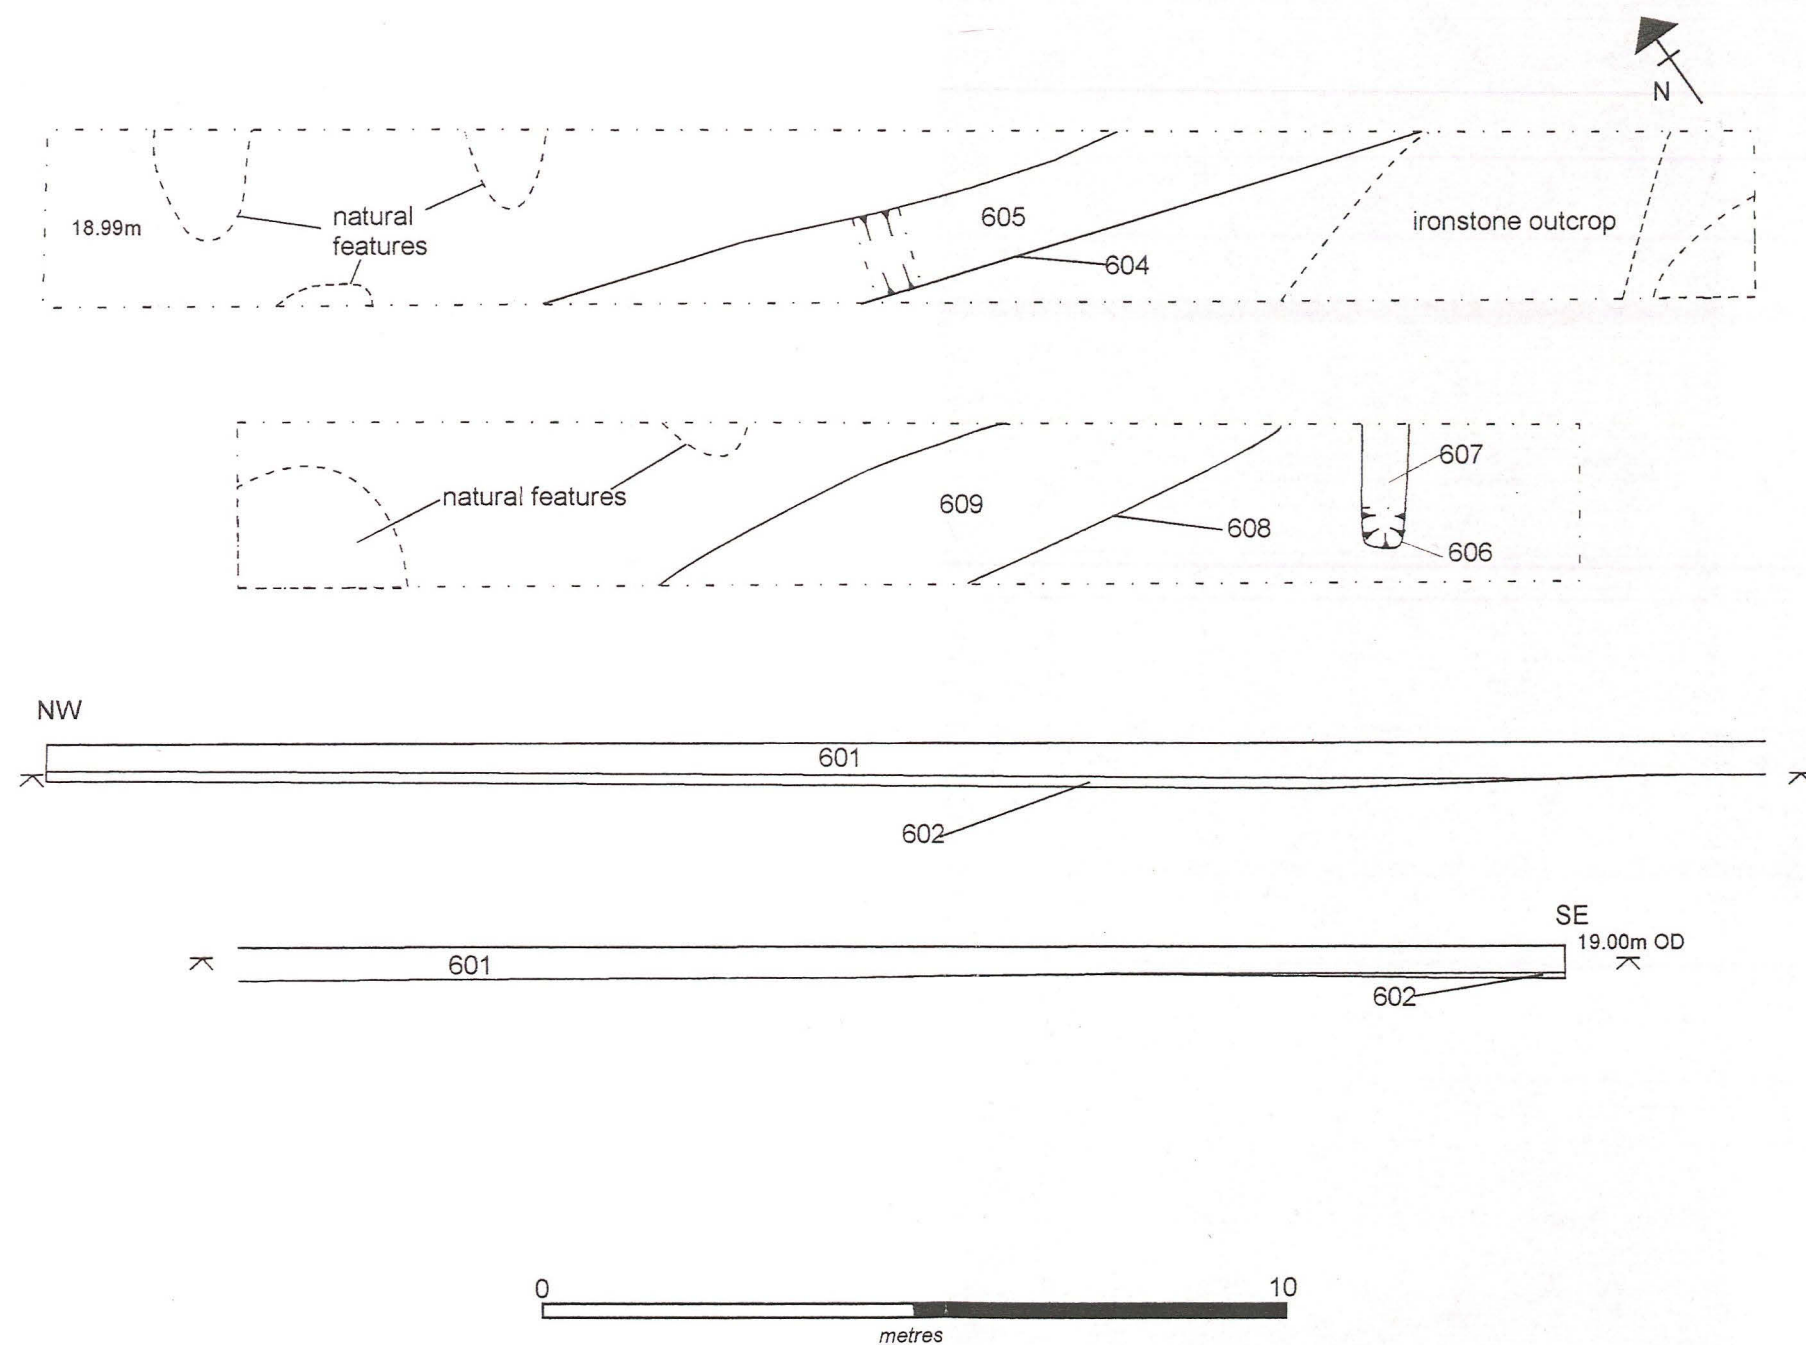 N
natural
features
18.99m
605
604
ironstone outcrop
natural features
609
608
607
606
NW
601
602
SE
19.00m OD
601
602
0
10
metres